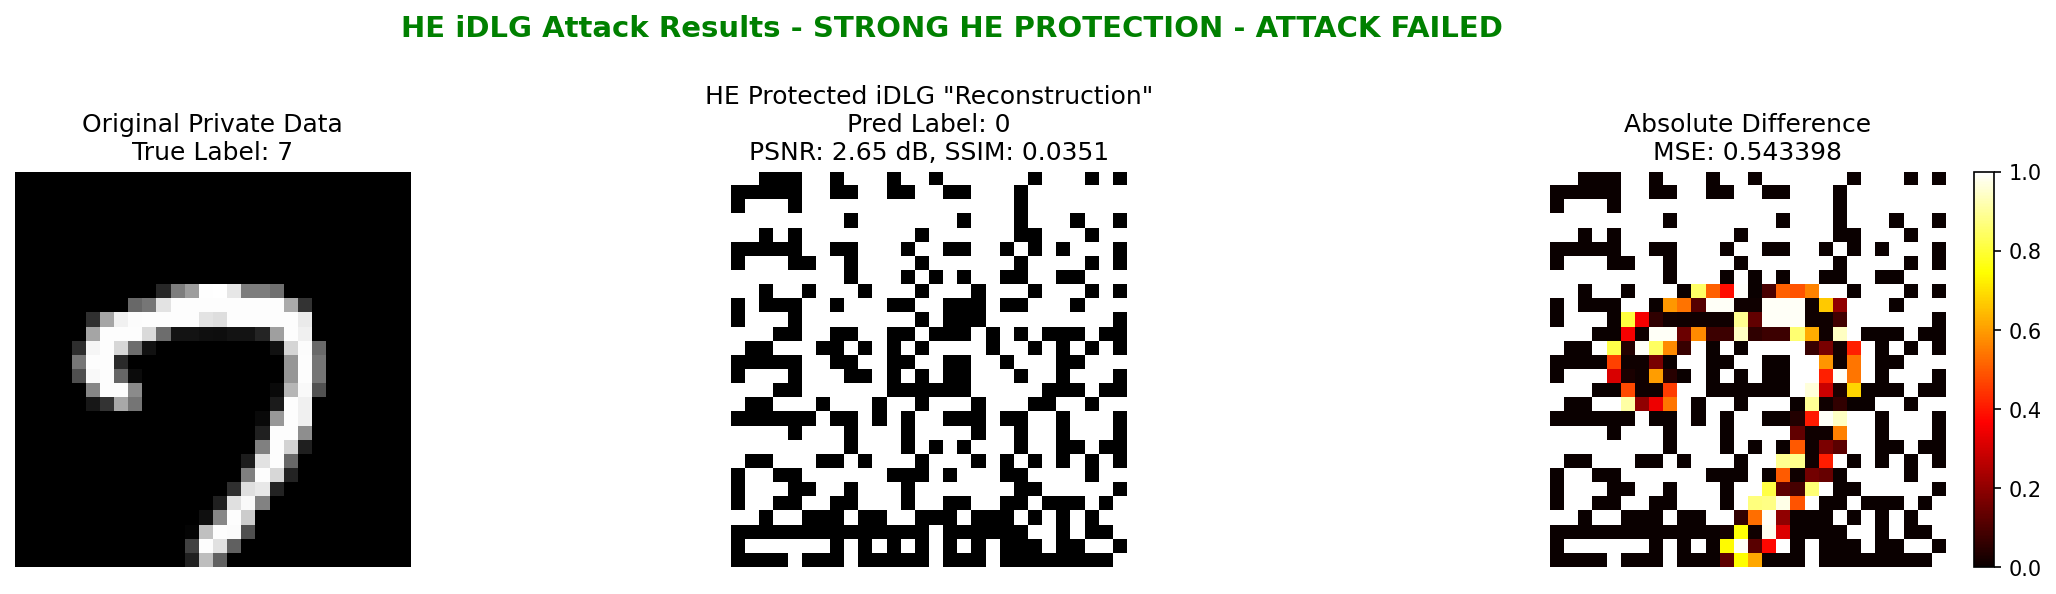 HE iDLG Attack Results - STRONG HE PROTECTION - ATTACK FAILED
Original Private Data
True Label: 7
HE Protected iDLG "Reconstruction"
Pred Label: 0
PSNR: 2.65 dB, SSIM: 0.0351
Absolute Difference
MSE: 0.543398
1.0
0.8
0.6
0.4
0.2
0.0